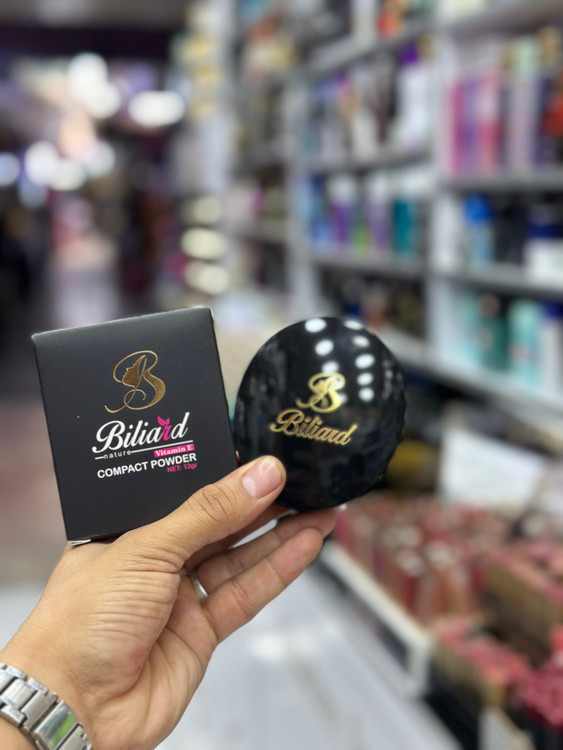 B
Biliard
nature
Vitamin E
COMPACT POWDER
NET: 12gr
B
Biliard